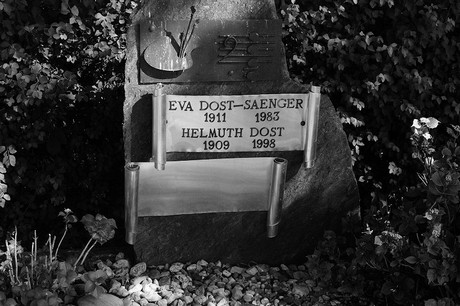 EVA DOST–SAENGER
1911 1983
HELMUTH DOST
1909 1998